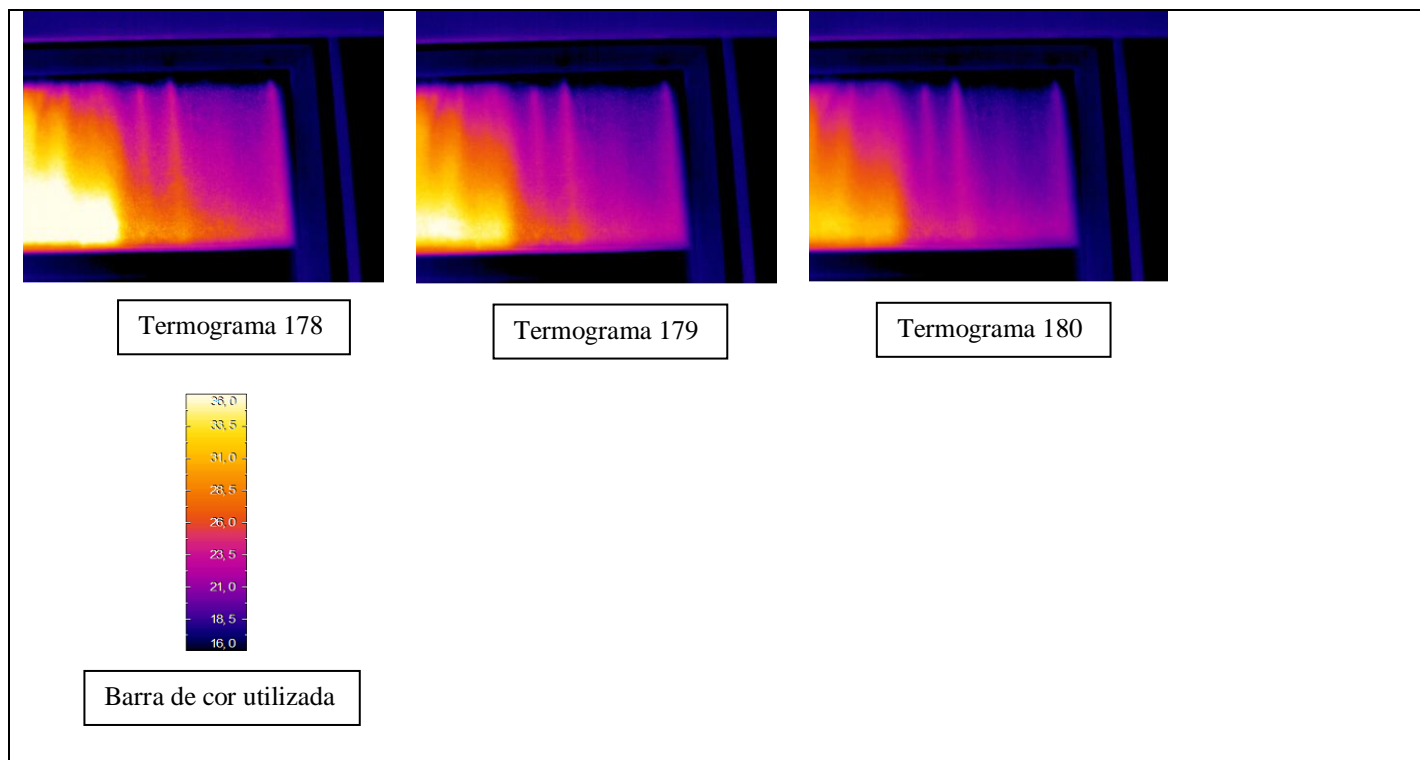 Termograma 178
Termograma 179
Termograma 180
36,0
33,5
31,0
28,5
26,0
23,5
21,0
18,5
16,0
Barra de cor utilizada